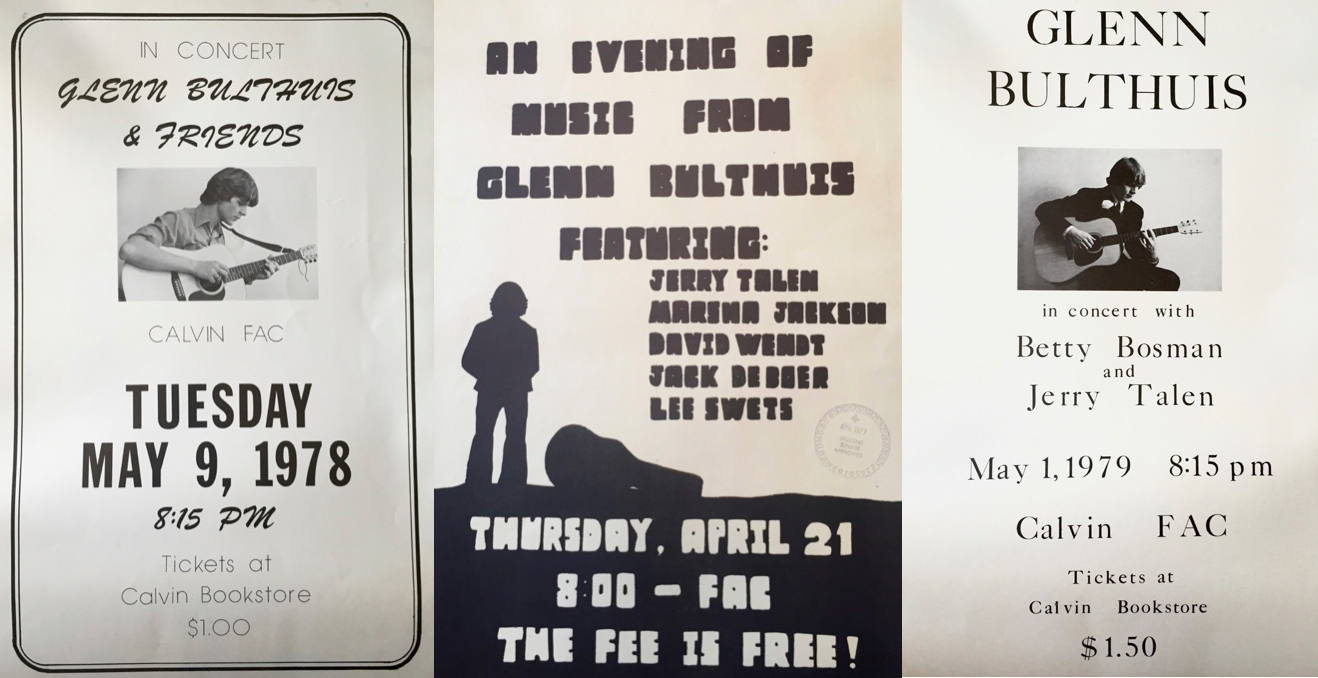 IN CONCERT
GLENN BULTHUIS
& FRIENDS
CALVIN FAC
TUESDAY
MAY 9, 1978
8:15 PM
Tickets at
Calvin Bookstore
$1.00
AN EVENING OF
MUSIC FROM
GLENN BULTHUIS
FEATURING:
JERRY TALEN
MARSHA JACKSON
DAVID WENDT
JACK DE BOER
LEE SWETS
THURSDAY, APRIL 21
8:00 - FAC
THE FEE IS FREE!
GLENN
BULTHUIS
in concert with
Betty Bosman
and
Jerry Talen
May 1, 1979 8:15 pm
Calvin FAC
Tickets at
Calvin Bookstore
$1.50